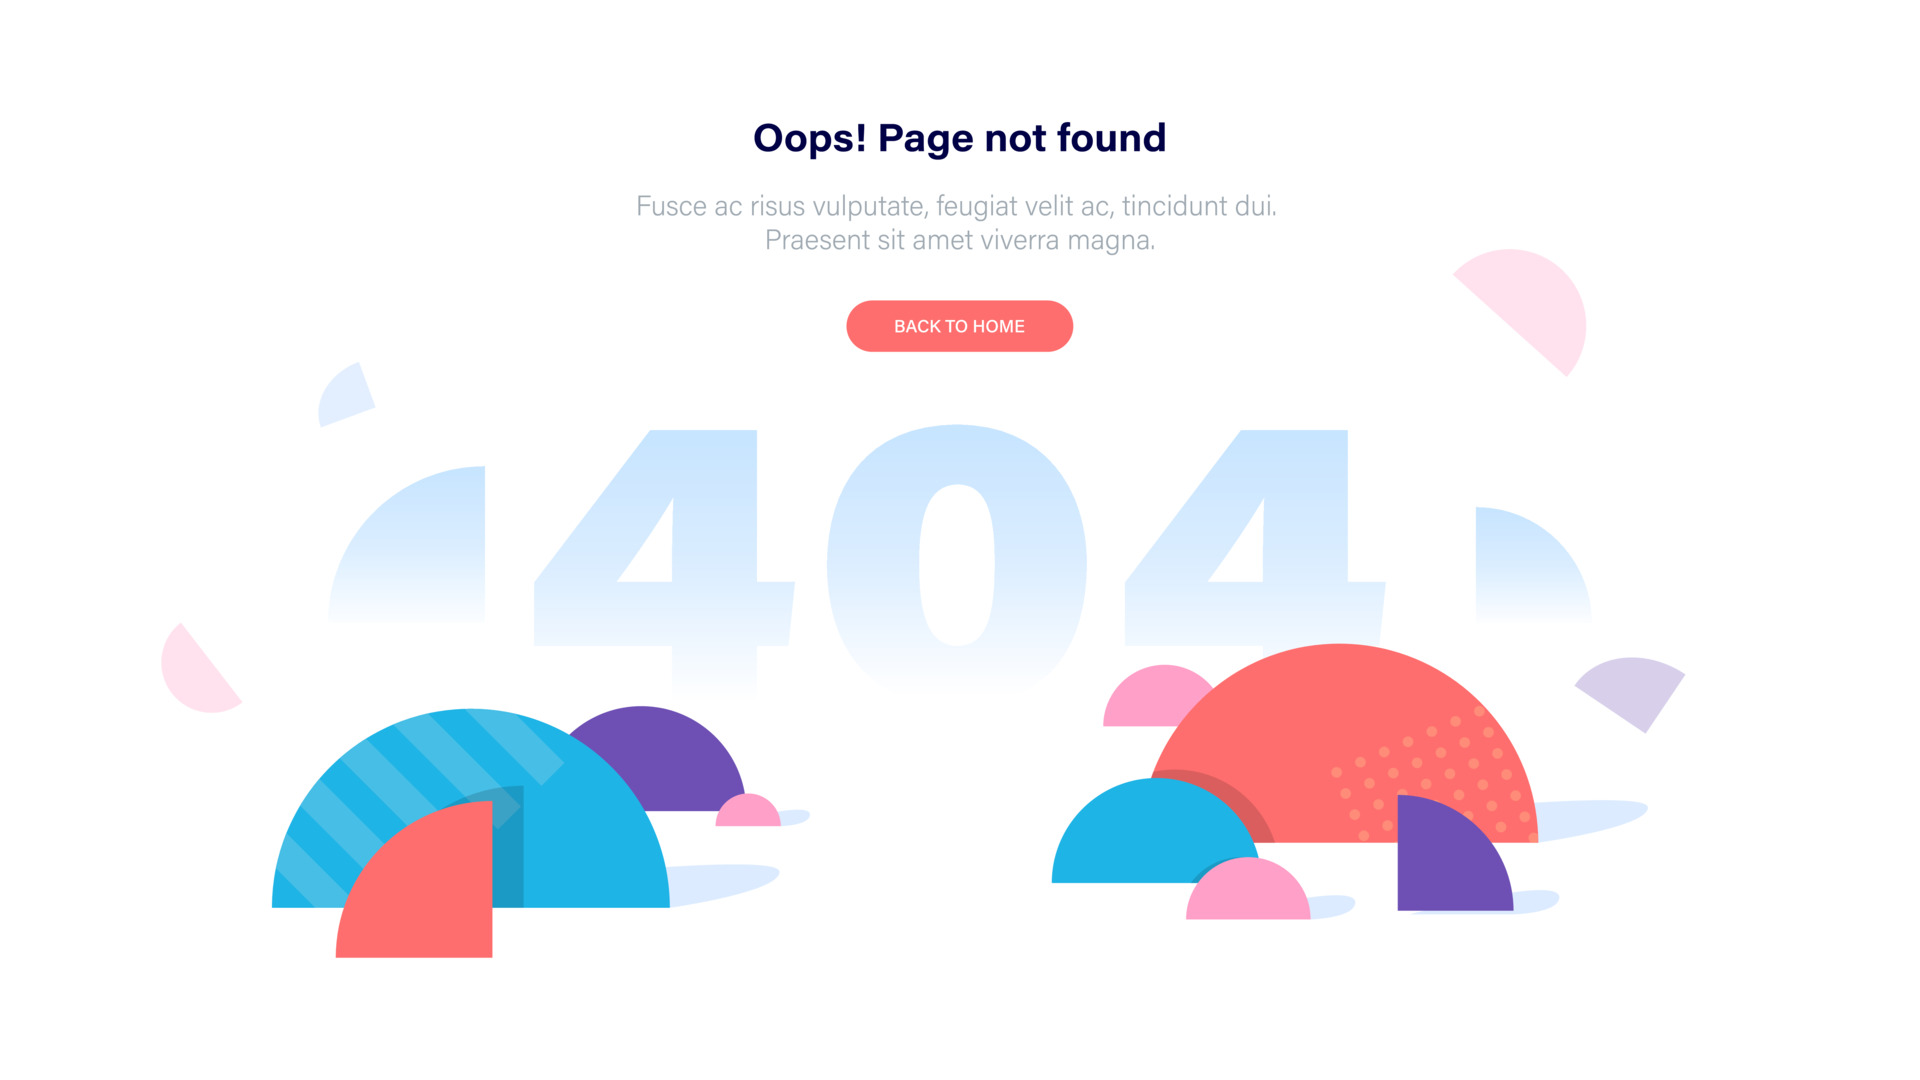 Oops! Page not found
Fusce ac risus vulputate, feugiat velit ac, tincidunt dui.
Praesent sit amet viverra magna.
BACK TO HOME
404